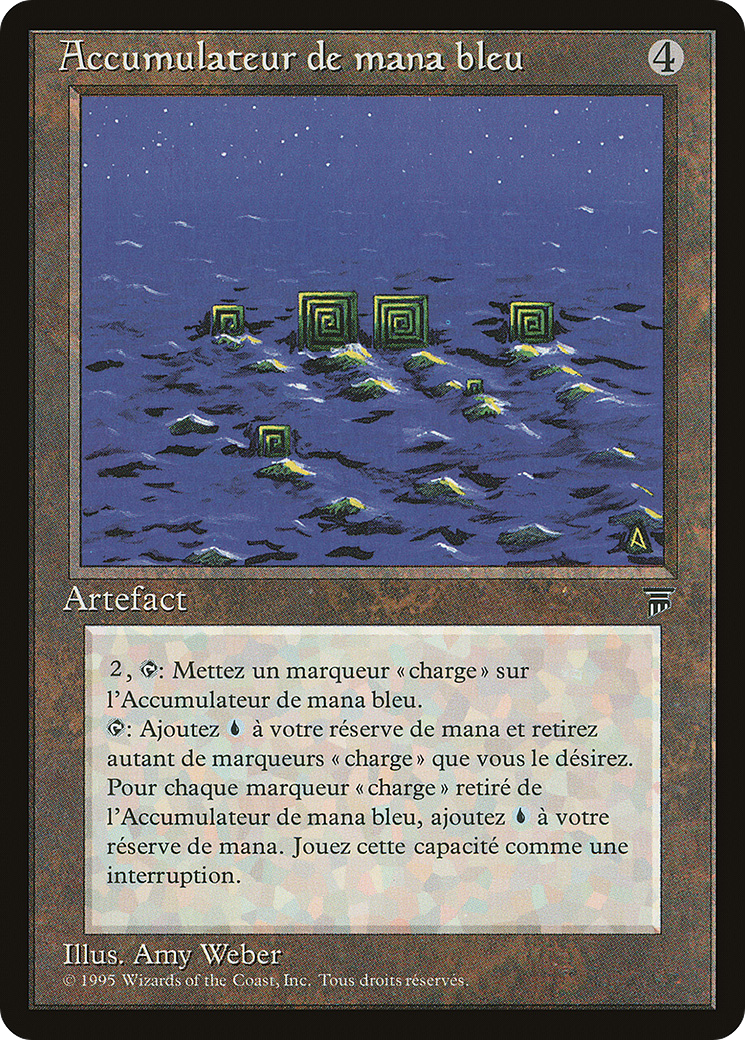 Accumulateur de mana bleu 4
A
Artefact
2, : Mettez un marqueur «charge» sur
l'Accumulateur de mana bleu.
: Ajoutez à votre réserve de mana et retirez
autant de marqueurs «charge» que vous le désirez.
Pour chaque marqueur «charge» retiré de
l'Accumulateur de mana bleu, ajoutez à votre
réserve de mana. Jouez cette capacité comme une
interruption.
Illus. Amy Weber
© 1995 Wizards of the Coast, Inc. Tous droits réservés.